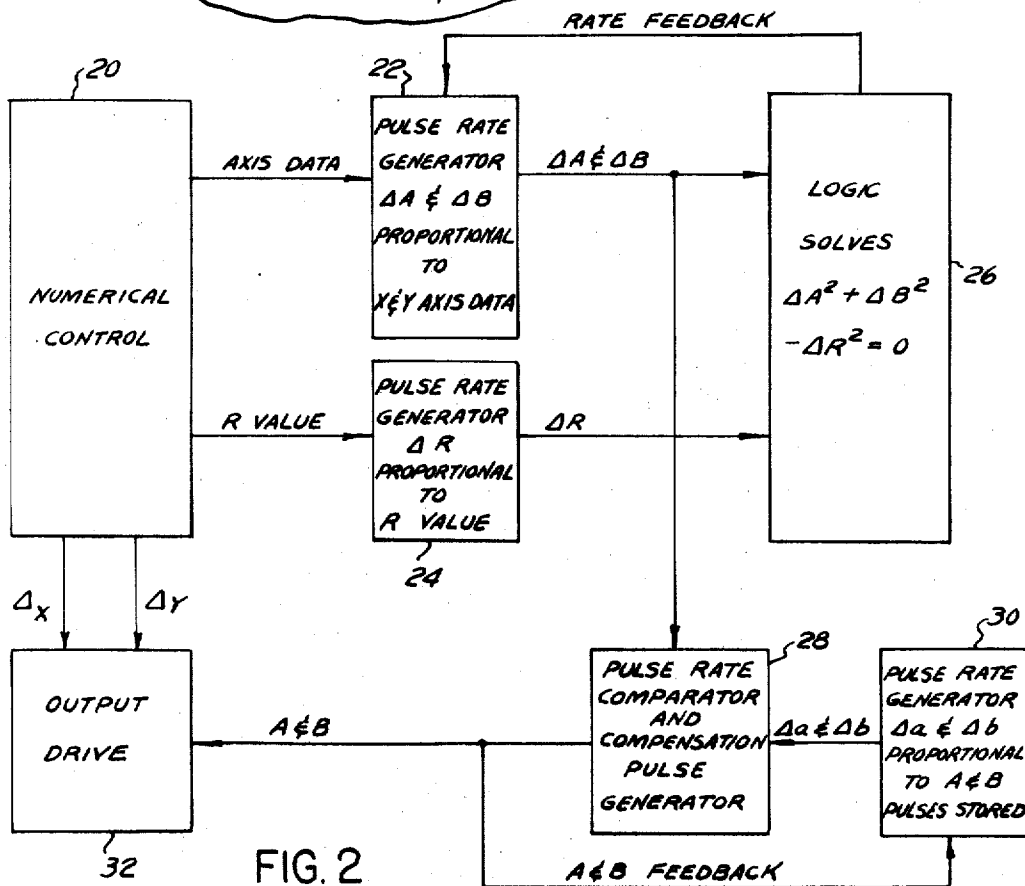 RATE FEEDBACK
20
22
NUMERICAL
CONTROL
AXIS DATA
PULSE RATE
GENERATOR
ΔA & ΔB
PROPORTIONAL
TO
X&Y AXIS DATA
ΔA & ΔB
LOGIC
SOLVES
ΔA² + ΔB²
-ΔR² = 0
26
R VALUE
PULSE RATE
GENERATOR
ΔR
PROPORTIONAL
TO
R VALUE
24
ΔR
ΔX
ΔY
OUTPUT
DRIVE
32
A&B
28
PULSE RATE
COMPARATOR
AND
COMPENSATION
PULSE
GENERATOR
Δa & Δb
30
PULSE RATE
GENERATOR
Δa & Δb
PROPORTIONAL
TO A&B
PULSES STORED
A&B FEEDBACK
FIG. 2